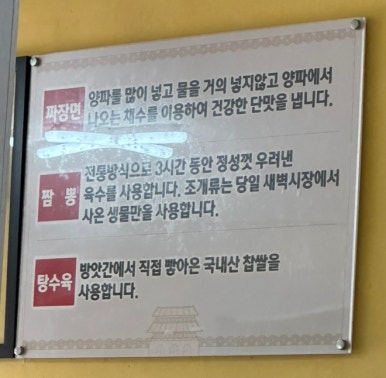 짜장면 양파를 많이 넣고 물을 거의 넣지않고 양파에서
나오는 채수를 이용하여 건강한 단맛을 냅니다.
짬뽕 전통방식으로 3시간 동안 정성껏 우려낸
육수를 사용합니다. 조개류는 당일 새벽시장에서
사온 생물만을 사용합니다.
탕수육 방앗간에서 직접 빻아온 국내산 찹쌀을
사용합니다.